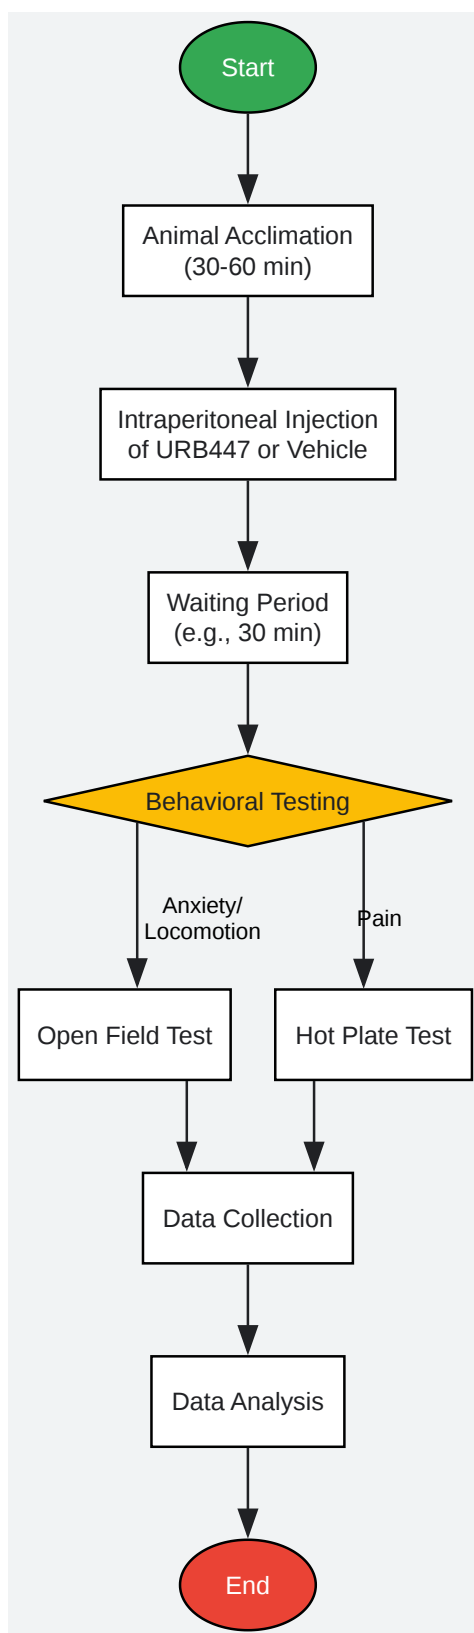 Start
Animal Acclimation
(30-60 min)
Intraperitoneal Injection
of URB447 or Vehicle
Waiting Period
(e.g., 30 min)
Behavioral Testing
Anxiety/
Locomotion
Pain
Open Field Test
Hot Plate Test
Data Collection
Data Analysis
End